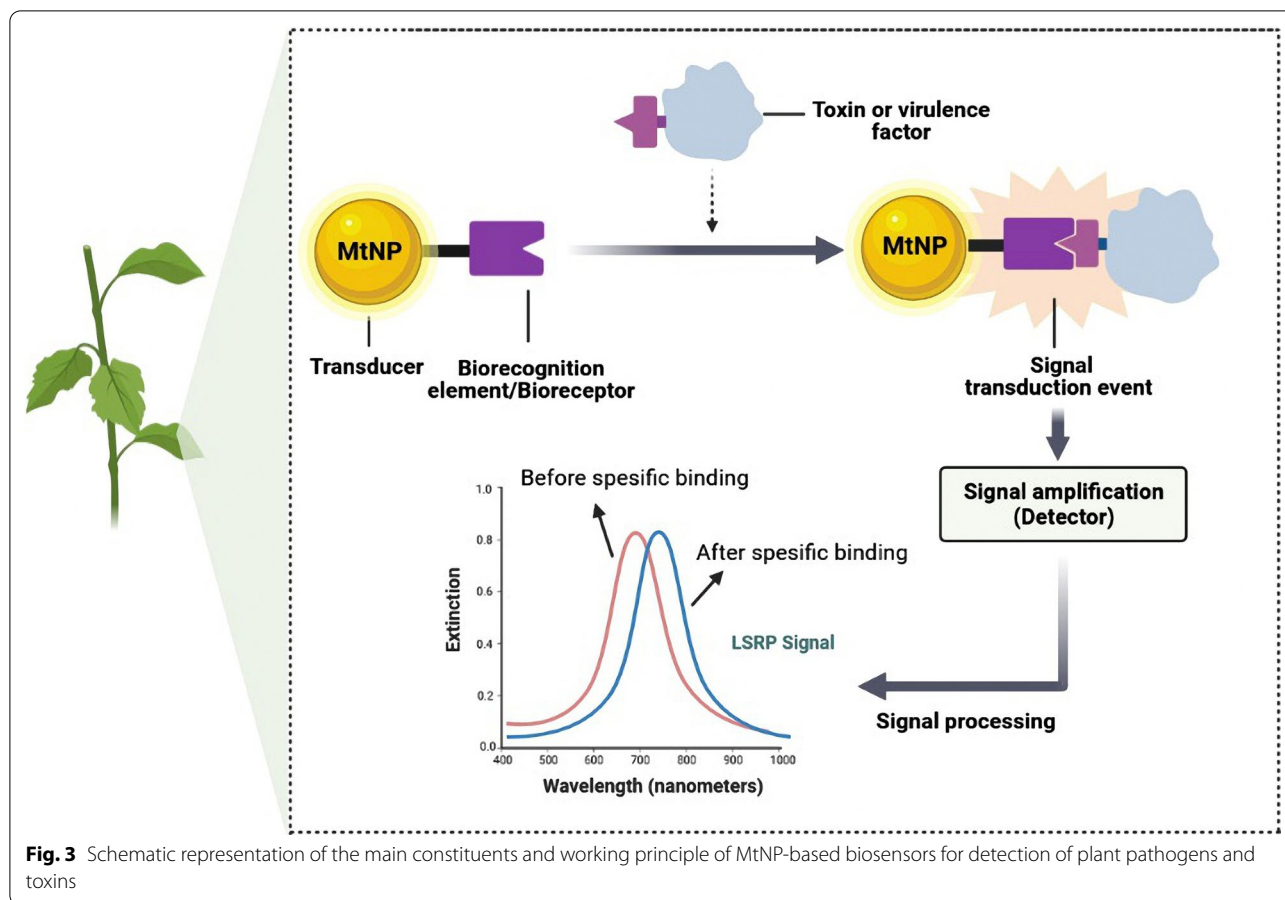 Toxin or virulence
factor
MtNP
MtNP
Transducer
Biorecognition
element/Bioreceptor
Signal
transduction event
Signal amplification
(Detector)
Signal processing
Before spesific binding
After spesific binding
LSRP Signal
Extinction
1.0
0.8
0.6
0.4
0.2
0.0
400 500 600 700 800 900 1000
Wavelength (nanometers)
Fig. 3 Schematic representation of the main constituents and working principle of MtNP-based biosensors for detection of plant pathogens and
toxins